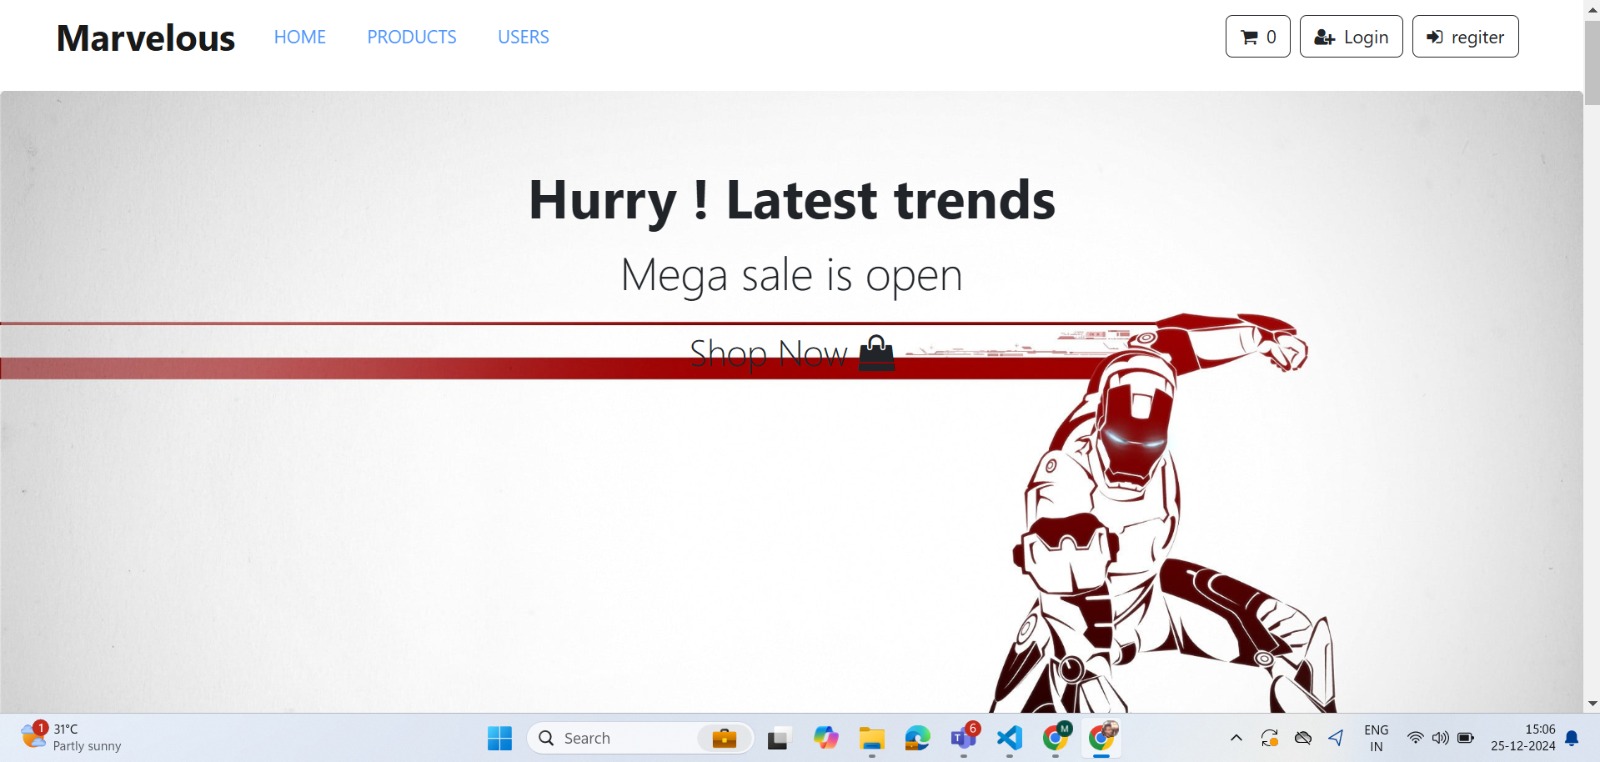 Marvelous HOME PRODUCTS USERS 0 Login regiter
Hurry ! Latest trends
Mega sale is open
Shop Now
1 31°C
Partly sunny
Search
6
M
ENG
IN
15:06
25-12-2024